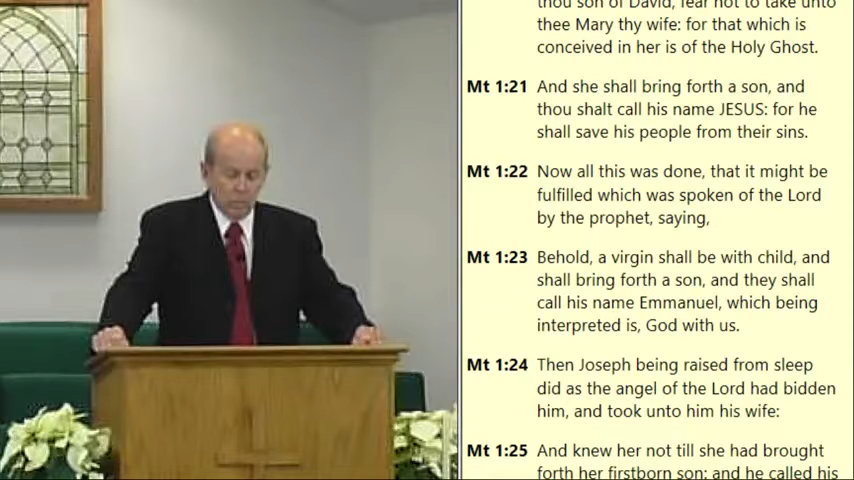 thou son of David, fear not to take unto
thee Mary thy wife: for that which is
conceived in her is of the Holy Ghost.
Mt 1:21 And she shall bring forth a son, and
thou shalt call his name JESUS: for he
shall save his people from their sins.
Mt 1:22 Now all this was done, that it might be
fulfilled which was spoken of the Lord
by the prophet, saying,
Mt 1:23 Behold, a virgin shall be with child, and
shall bring forth a son, and they shall
call his name Emmanuel, which being
interpreted is, God with us.
Mt 1:24 Then Joseph being raised from sleep
did as the angel of the Lord had bidden
him, and took unto him his wife:
Mt 1:25 And knew her not till she had brought
forth her firstborn son: and he called his